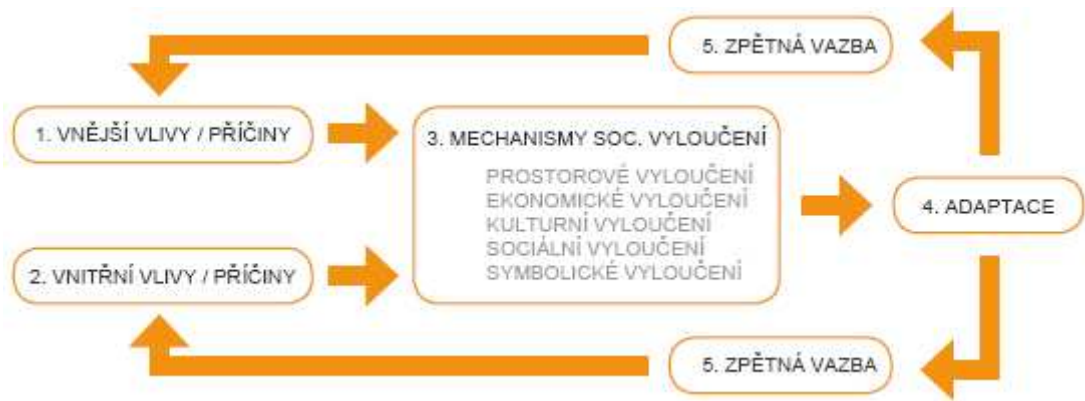 5. ZPĚTNÁ VAZBA
1. VNĚJŠÍ VLIVY / PŘÍČINY
3. MECHANISMY SOC. VYLOUČENÍ
PROSTOROVÉ VYLOUČENÍ
EKONOMICKÉ VYLOUČENÍ
KULTURNÍ VYLOUČENÍ
SOCIÁLNÍ VYLOUČENÍ
SYMBOLICKÉ VYLOUČENÍ
4. ADAPTACE
2. VNITŘNÍ VLIVY / PŘÍČINY
5. ZPĚTNÁ VAZBA